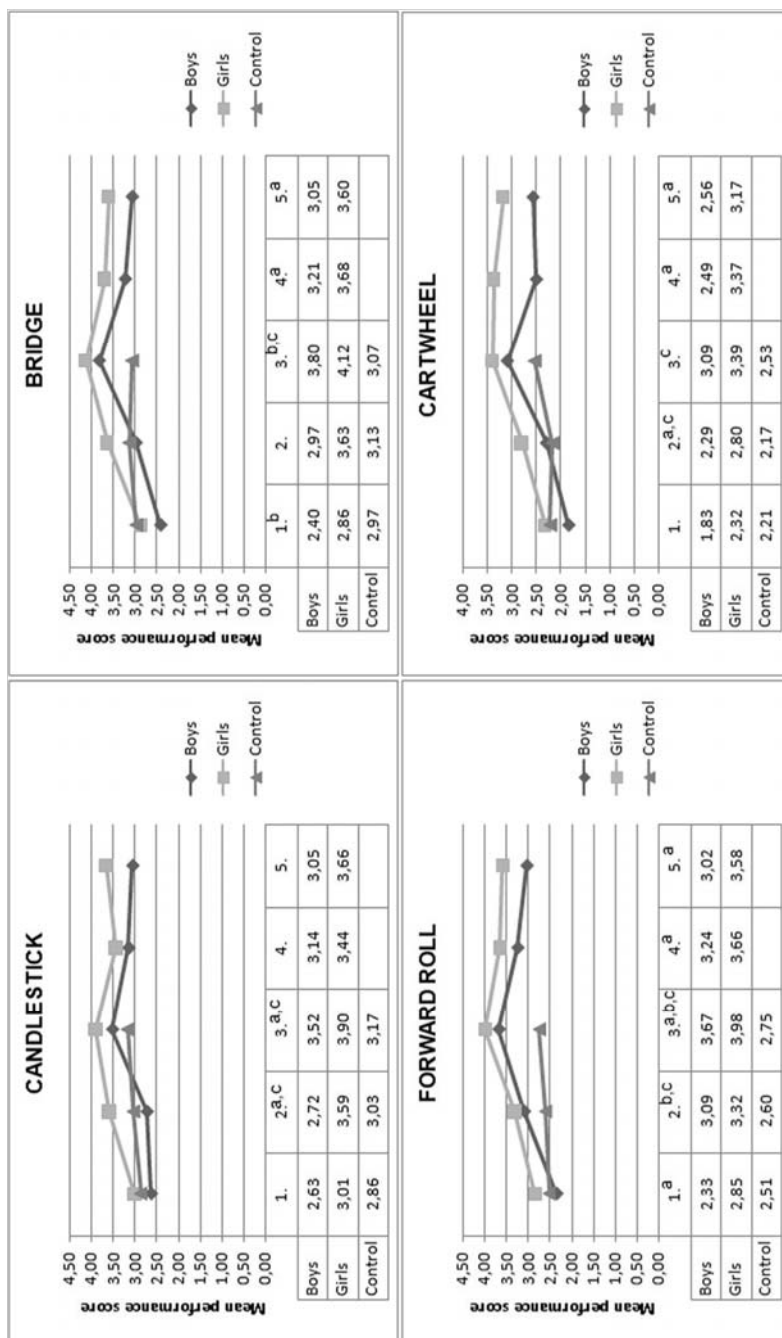 CANDLESTICK
Mean performance score
4,50
4,00
3,50
3,00
2,50
2,00
1,50
1,00
0,50
0,00
Boys
Girls
Control
1. 2.a,c 3.a,c 4. 5.
Boys 2,63 2,72 3,52 3,14 3,05
Girls 3,01 3,59 3,90 3,44 3,66
Control 2,86 3,03 3,17
BRIDGE
Mean performance score
4,50
4,00
3,50
3,00
2,50
2,00
1,50
1,00
0,50
0,00
Boys
Girls
Control
1.b 2. 3.b,c 4.a 5.a
Boys 2,40 2,97 3,80 3,21 3,05
Girls 2,86 3,63 4,12 3,68 3,60
Control 2,97 3,13 3,07
FORWARD ROLL
Mean performance score
4,50
4,00
3,50
3,00
2,50
2,00
1,50
1,00
0,50
0,00
Boys
Girls
Control
1.a 2.b,c 3.a,b,c 4.a 5.a
Boys 2,33 3,09 3,67 3,24 3,02
Girls 2,85 3,32 3,98 3,66 3,58
Control 2,51 2,60 2,75
CARTWHEEL
Mean performance score
4,00
3,50
3,00
2,50
2,00
1,50
1,00
0,50
0,00
Boys
Girls
Control
1. 2.a,c 3.c 4.a 5.a
Boys 1,83 2,29 3,09 2,49 2,56
Girls 2,32 2,80 3,39 3,37 3,17
Control 2,21 2,17 2,53